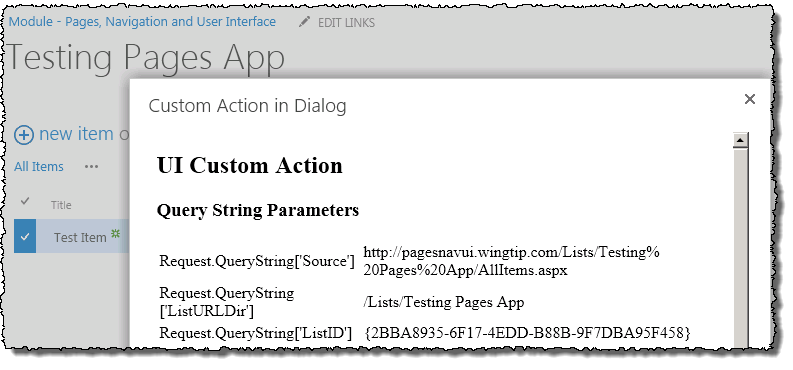 Module - Pages, Navigation and User Interface EDIT LINKS
Testing Pages App
Custom Action in Dialog
new item o
All Items ...
Title
Test Item
UI Custom Action
Query String Parameters
Request.QueryString['Source'] http://pagesnavui.wingtip.com/Lists/Testing%
20Pages%20App/AllItems.aspx
Request.QueryString
['ListURLDir'] /Lists/Testing Pages App
Request.QueryString['ListID'] {2BBA8935-6F17-4EDD-B88B-9F7DBA95F458}